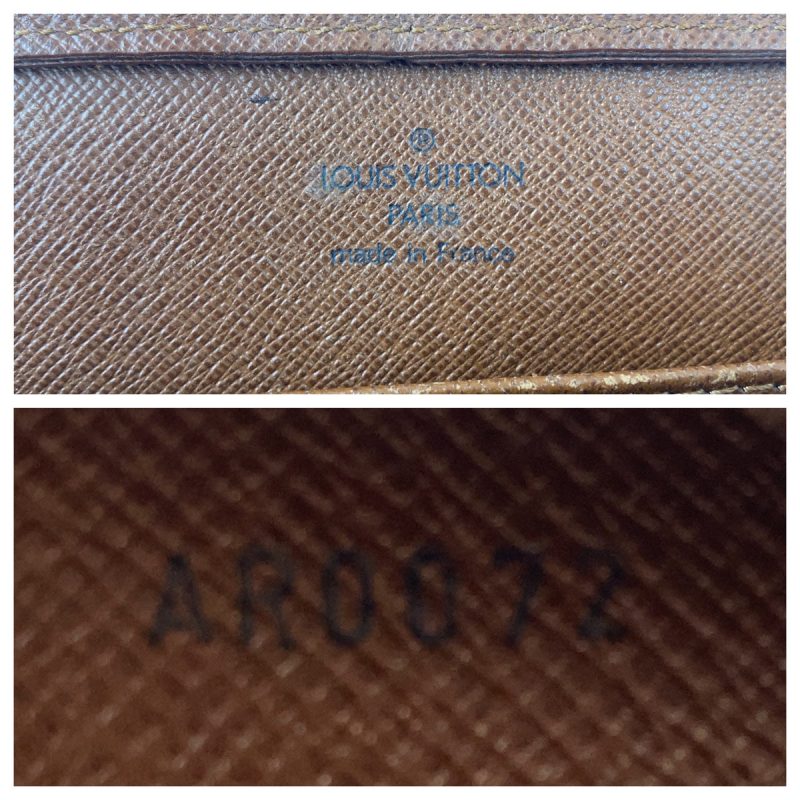 ®
LOUIS VUITTON
PARIS
made in France
AR0072